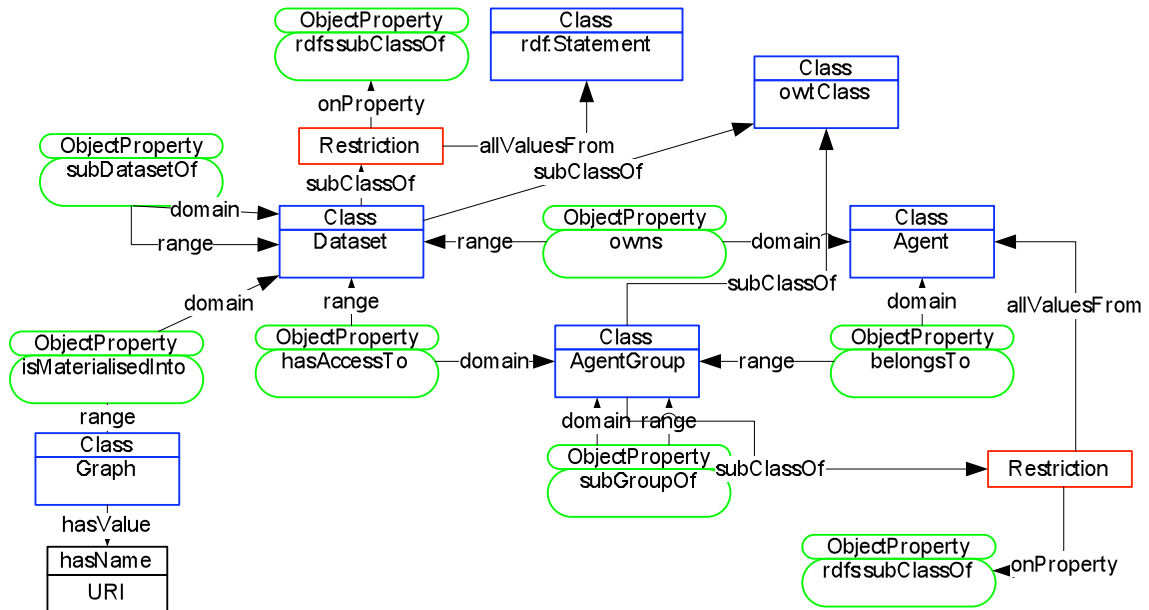 ObjectProperty
rdfs:subClassOf
Class
rdf:Statement
Class
owl:Class
onProperty
Restriction
allValuesFrom
subClassOf
ObjectProperty
subDatasetOf
subClassOf
domain
range
Class
Dataset
range
ObjectProperty
owns
domain
Class
Agent
subClassOf
domain
range
domain
allValuesFrom
ObjectProperty
isMaterialisedInto
ObjectProperty
hasAccessTo
domain
Class
AgentGroup
range
ObjectProperty
belongsTo
range
domain
range
Class
Graph
ObjectProperty
subGroupOf
subClassOf
Restriction
hasValue
hasName
URI
ObjectProperty
rdfs:subClassOf
onProperty